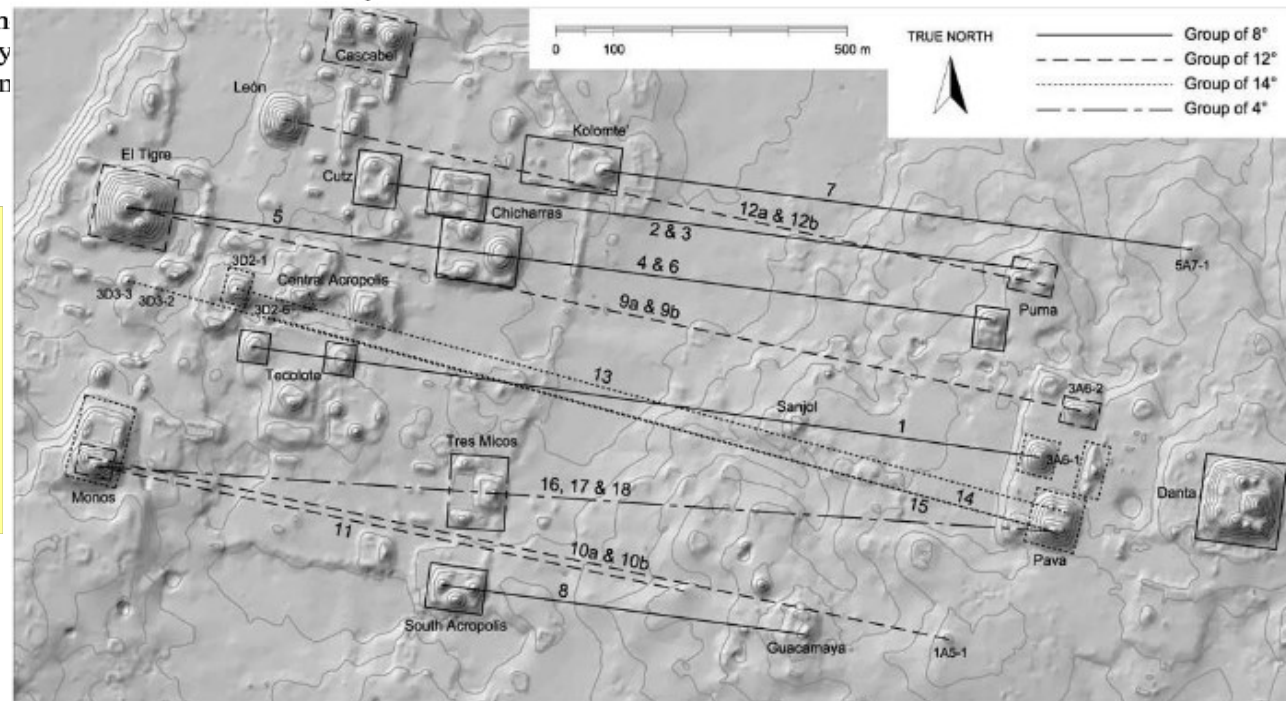 n
y
n
0 100 500 m
TRUE NORTH
Group of 8°
Group of 12°
Group of 14°
Group of 4°
Cascabel
León
Kolomte'
El Tigre
Cutz
Chicharras
7
12a & 12b
2 & 3
5
4 & 6
5A7-1
3D2-1
Central Acropolis
Puma
3D3-3
3D3-2
3D2-6
9a & 9b
Tecolote
13
3A6-2
Sanjol
1
Tres Micos
3A6-1
Monos
16, 17 & 18
14
15
Danta
11
10a & 10b
Pava
8
South Acropolis
Guacamaya
1A5-1